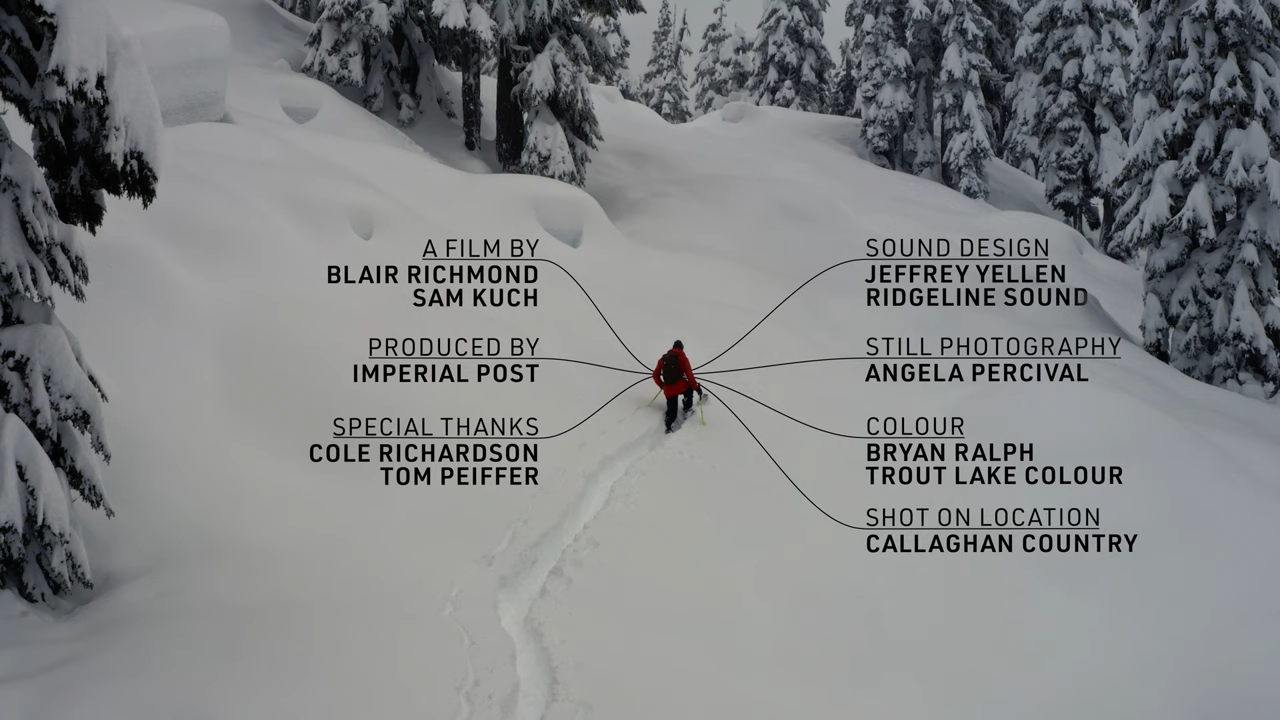 A FILM BY
BLAIR RICHMOND
SAM KUCH
PRODUCED BY
IMPERIAL POST
SPECIAL THANKS
COLE RICHARDSON
TOM PEIFFER
SOUND DESIGN
JEFFREY YELLEN
RIDGELINE SOUND
STILL PHOTOGRAPHY
ANGELA PERCIVAL
COLOUR
BRYAN RALPH
TROUT LAKE COLOUR
SHOT ON LOCATION
CALLAGHAN COUNTRY